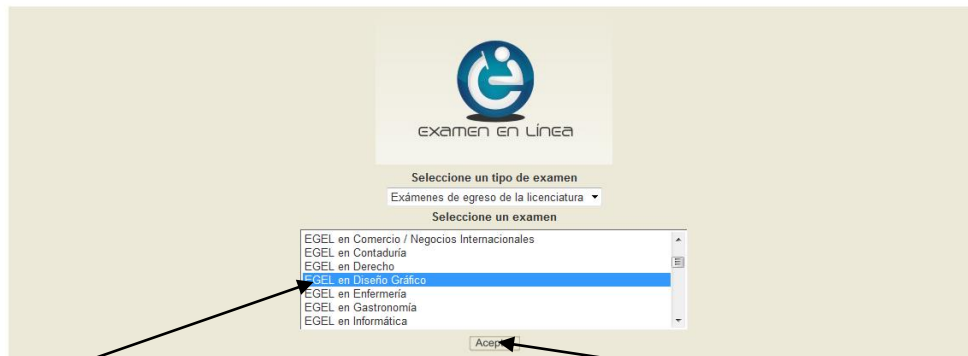 examen en línea
Seleccione un tipo de examen
Exámenes de egreso de la licenciatura
Seleccione un examen
EGEL en Comercio / Negocios Internacionales
EGEL en Contaduría
EGEL en Derecho
EGEL en Diseño Gráfico
EGEL en Enfermería
EGEL en Gastronomía
EGEL en Informática